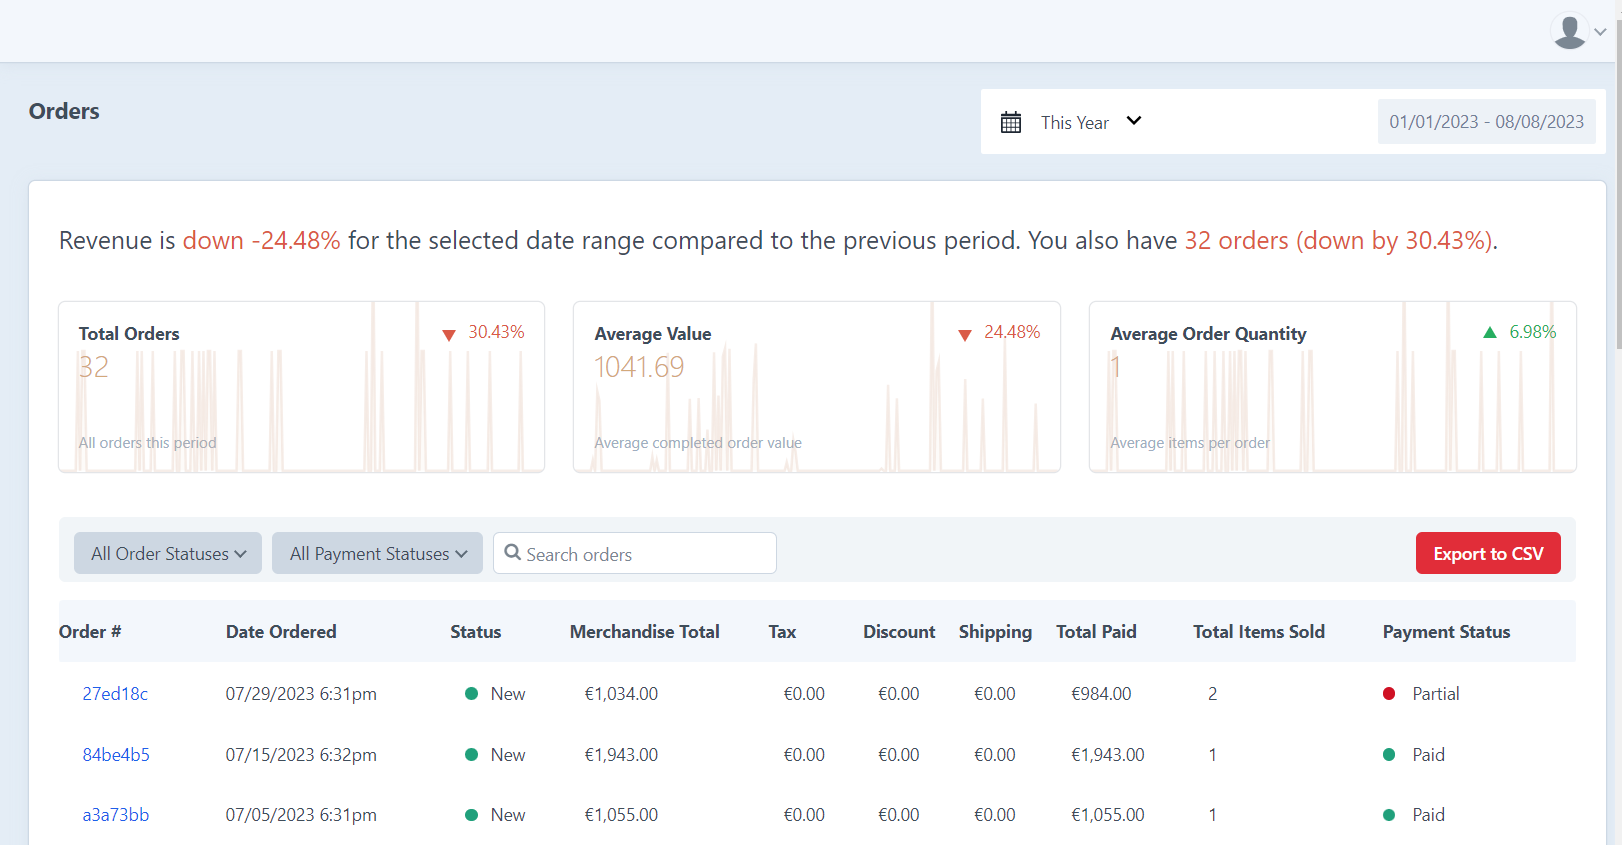 Orders
This Year
01/01/2023 - 08/08/2023
Revenue is down -24.48% for the selected date range compared to the previous period. You also have 32 orders (down by 30.43%).
Total Orders
30.43%
32
All orders this period
Average Value
24.48%
1041.69
Average completed order value
Average Order Quantity
6.98%
1
Average items per order
All Order Statuses
All Payment Statuses
Search orders
Export to CSV
Order # Date Ordered Status Merchandise Total Tax Discount Shipping Total Paid Total Items Sold Payment Status
27ed18c 07/29/2023 6:31pm New €1,034.00 €0.00 €0.00 €0.00 €984.00 2 Partial
84be4b5 07/15/2023 6:32pm New €1,943.00 €0.00 €0.00 €0.00 €1,943.00 1 Paid
a3a73bb 07/05/2023 6:31pm New €1,055.00 €0.00 €0.00 €0.00 €1,055.00 1 Paid